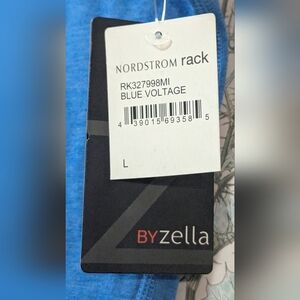 NORDSTROM rack
RK327998MI
BLUE VOLTAGE
4 39015 69358 5
L
Z
BYzella